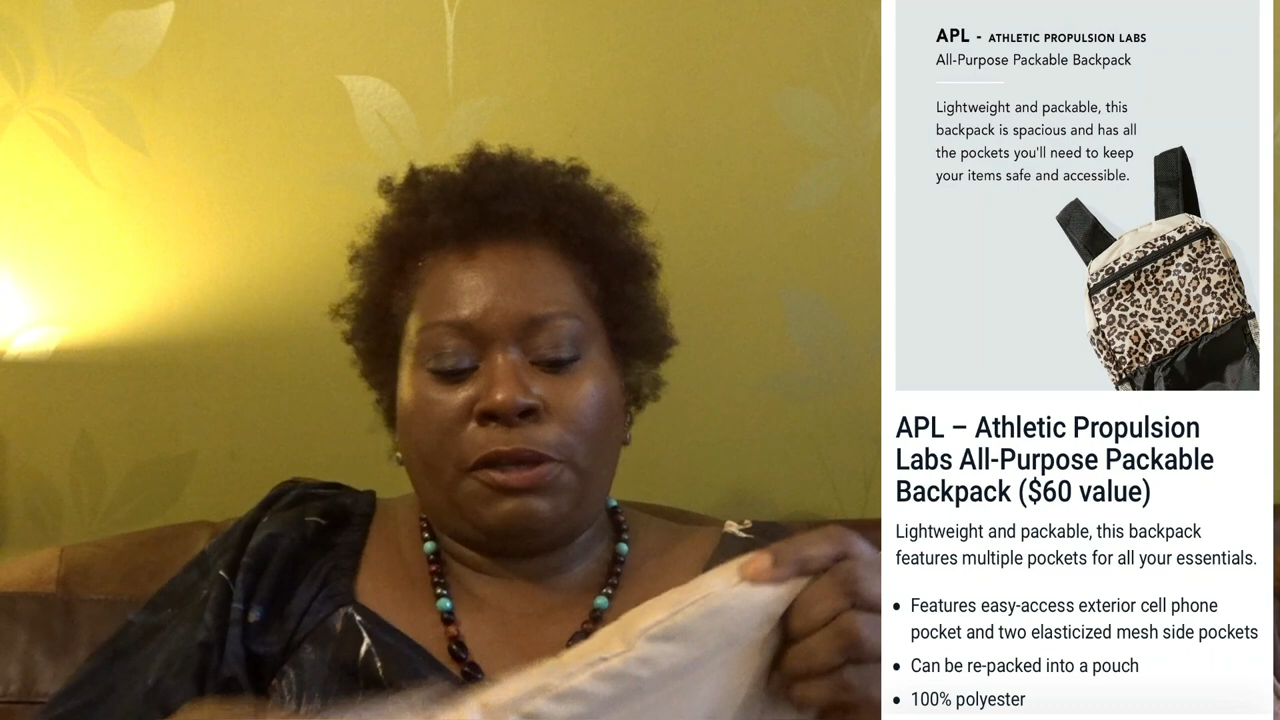 APL - ATHLETIC PROPULSION LABS
All-Purpose Packable Backpack
Lightweight and packable, this
backpack is spacious and has all
the pockets you'll need to keep
your items safe and accessible.
APL – Athletic Propulsion
Labs All-Purpose Packable
Backpack ($60 value)
Lightweight and packable, this backpack
features multiple pockets for all your essentials.
• Features easy-access exterior cell phone
pocket and two elasticized mesh side pockets
• Can be re-packed into a pouch
• 100% polyester